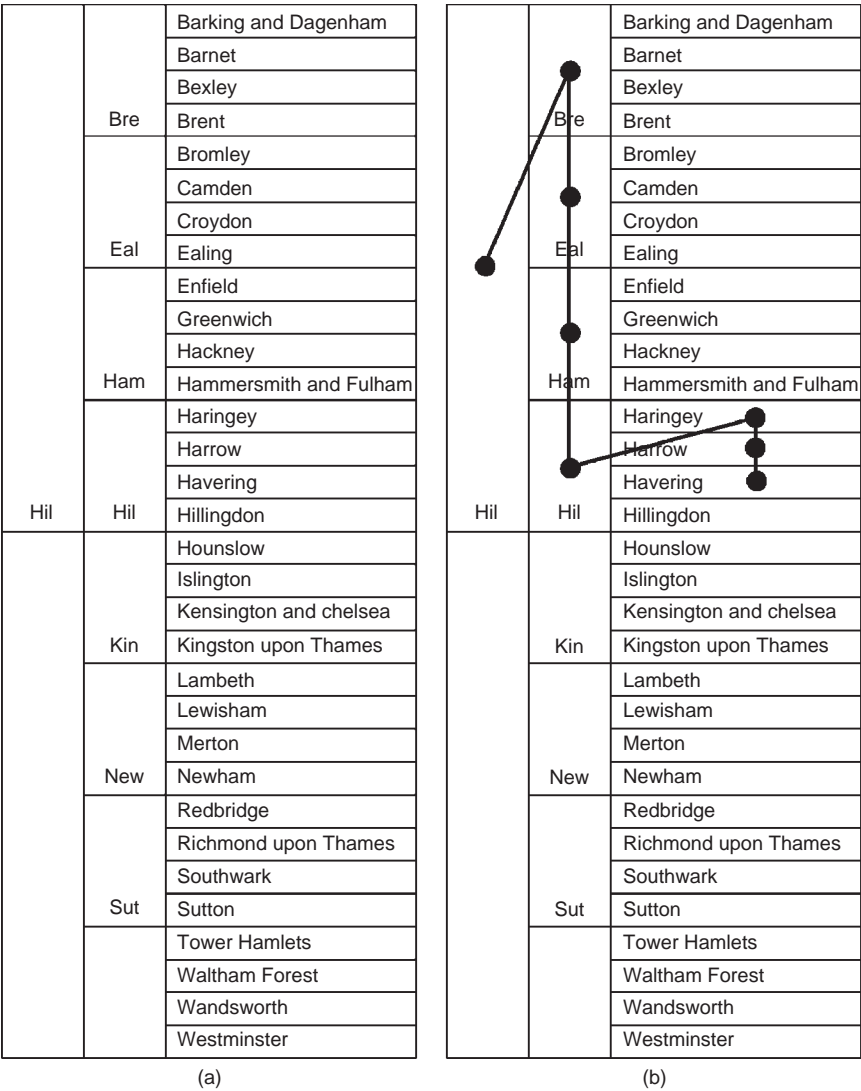 Barking and Dagenham
Barnet
Bexley
Bre Brent
Bromley
Camden
Croydon
Eal Ealing
Enfield
Greenwich
Hackney
Ham Hammersmith and Fulham
Haringey
Harrow
Havering
Hil Hil Hillingdon
Hounslow
Islington
Kensington and chelsea
Kin Kingston upon Thames
Lambeth
Lewisham
Merton
New Newham
Redbridge
Richmond upon Thames
Southwark
Sut Sutton
Tower Hamlets
Waltham Forest
Wandsworth
Westminster
(a)
Barking and Dagenham
Barnet
Bexley
Bre Brent
Bromley
Camden
Croydon
Eal Ealing
Enfield
Greenwich
Hackney
Ham Hammersmith and Fulham
Haringey
Harrow
Havering
Hil Hil Hillingdon
Hounslow
Islington
Kensington and chelsea
Kin Kingston upon Thames
Lambeth
Lewisham
Merton
New Newham
Redbridge
Richmond upon Thames
Southwark
Sut Sutton
Tower Hamlets
Waltham Forest
Wandsworth
Westminster
(b)